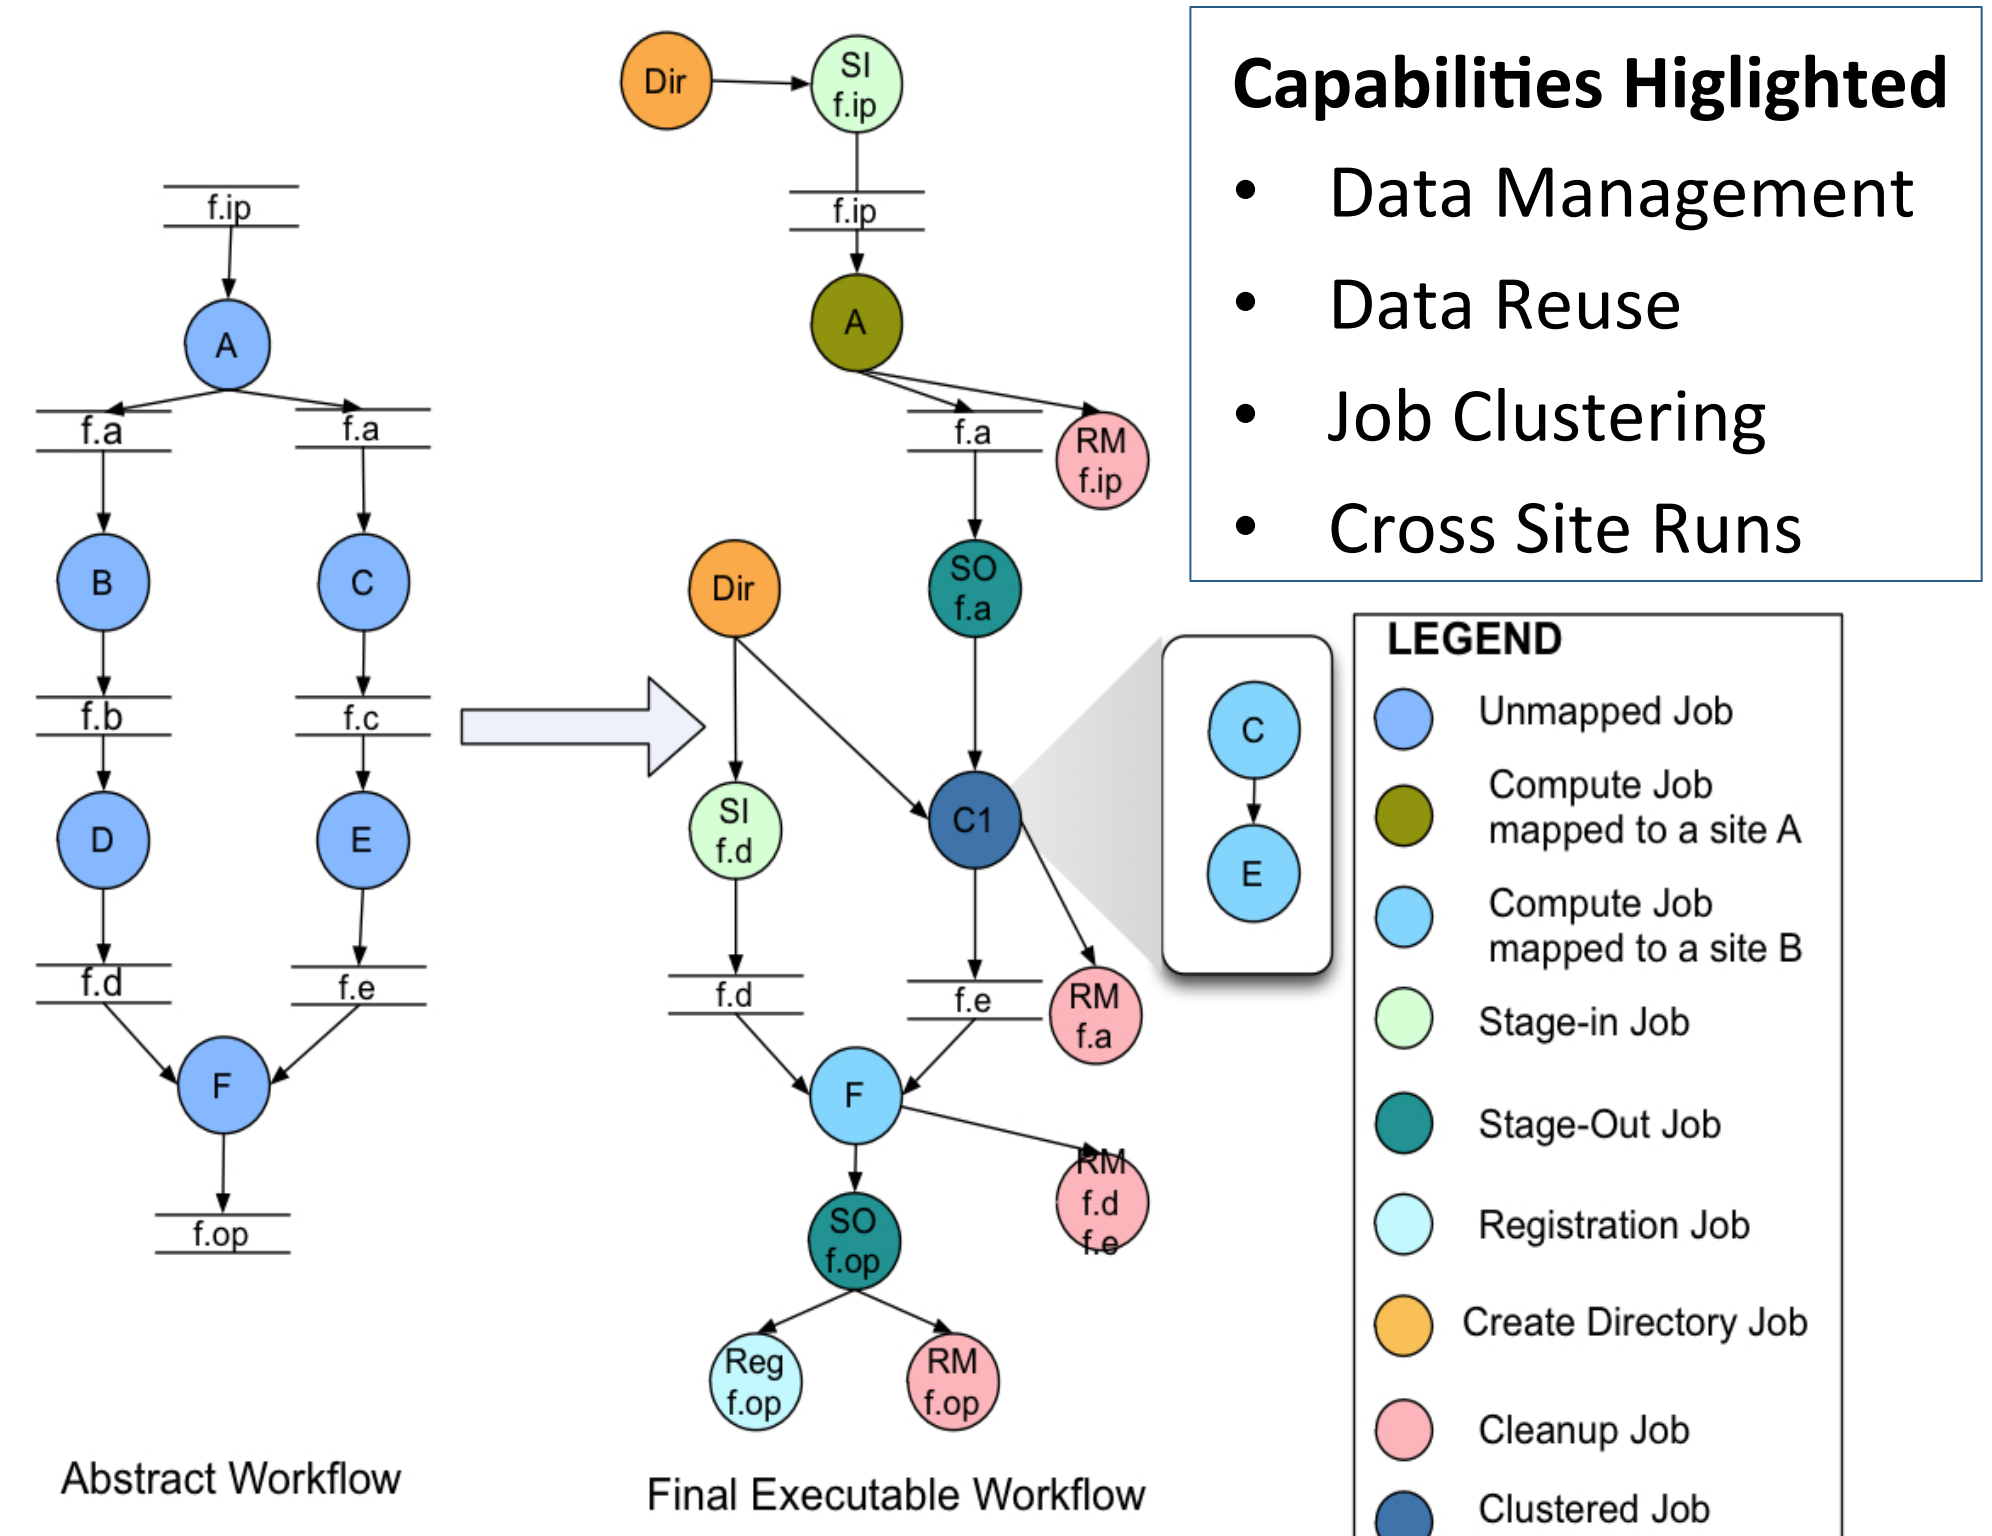 f.ip
A
f.a
f.a
B
C
f.b
f.c
D
E
f.d
f.e
F
f.op
Abstract Workflow
Dir
SI
f.ip
f.ip
A
f.a
RM
f.ip
Dir
SO
f.a
SI
f.d
C1
C
E
f.d
f.e
RM
f.a
F
RM
f.d
f.e
SO
f.op
Reg
f.op
RM
f.op
Final Executable Workflow
Capabilities Higlighted
• Data Management
• Data Reuse
• Job Clustering
• Cross Site Runs
LEGEND
Unmapped Job
Compute Job
mapped to a site A
Compute Job
mapped to a site B
Stage-in Job
Stage-Out Job
Registration Job
Create Directory Job
Cleanup Job
Clustered Job